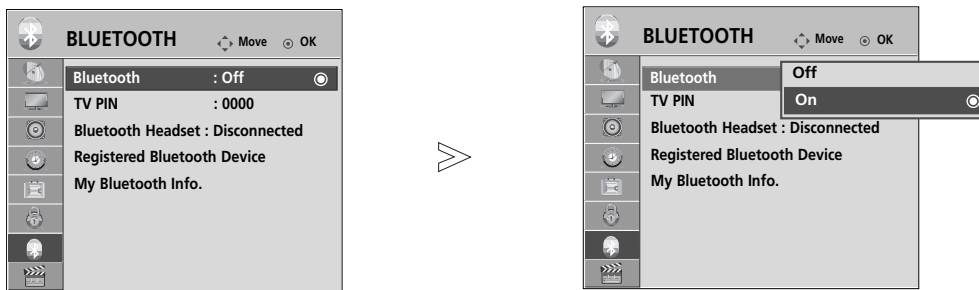 BLUETOOTH Move OK
Bluetooth : Off
TV PIN : 0000
Bluetooth Headset : Disconnected
Registered Bluetooth Device
My Bluetooth Info.
>
BLUETOOTH Move OK
Bluetooth
Off
On
TV PIN
Bluetooth Headset : Disconnected
Registered Bluetooth Device
My Bluetooth Info.